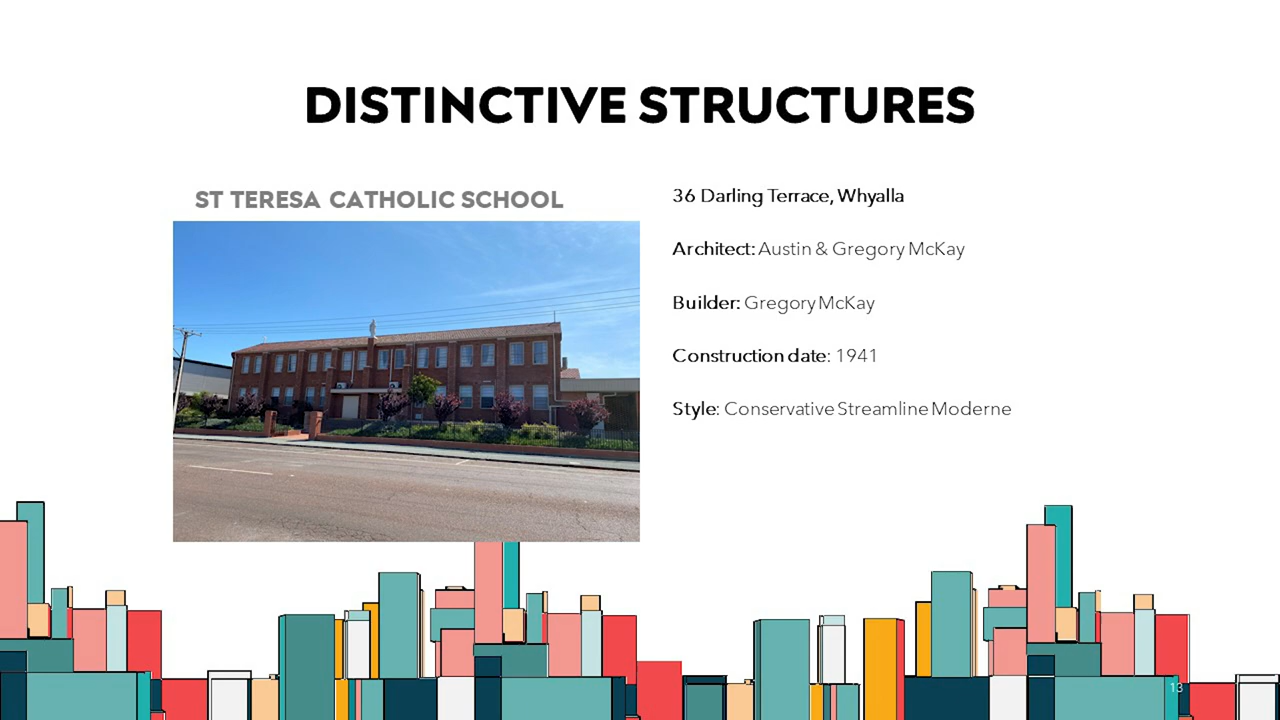 DISTINCTIVE STRUCTURES
ST TERESA CATHOLIC SCHOOL
36 Darling Terrace, Whyalla
Architect: Austin & Gregory McKay
Builder: Gregory McKay
Construction date: 1941
Style: Conservative Streamline Moderne
13